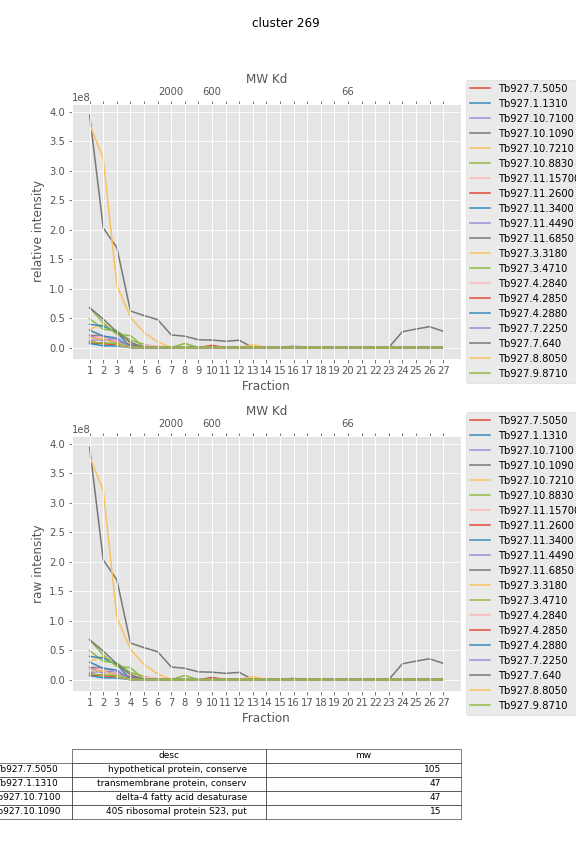 cluster 269
MW Kd
2000 600 66
1e8
4.0
3.5
3.0
2.5
2.0
1.5
1.0
0.5
0.0
relative intensity
1 2 3 4 5 6 7 8 9 10 11 12 13 14 15 16 17 18 19 20 21 22 23 24 25 26 27
Fraction
Tb927.7.5050
Tb927.1.1310
Tb927.10.7100
Tb927.10.1090
Tb927.10.7210
Tb927.10.8830
Tb927.11.1570
Tb927.11.2600
Tb927.11.3400
Tb927.11.4490
Tb927.11.6850
Tb927.3.3180
Tb927.3.4710
Tb927.4.2840
Tb927.4.2850
Tb927.4.2880
Tb927.7.2250
Tb927.7.640
Tb927.8.8050
Tb927.9.8710
MW Kd
2000 600 66
1e8
4.0
3.5
3.0
2.5
2.0
1.5
1.0
0.5
0.0
raw intensity
1 2 3 4 5 6 7 8 9 10 11 12 13 14 15 16 17 18 19 20 21 22 23 24 25 26 27
Fraction
Tb927.7.5050
Tb927.1.1310
Tb927.10.7100
Tb927.10.1090
Tb927.10.7210
Tb927.10.8830
Tb927.11.1570
Tb927.11.2600
Tb927.11.3400
Tb927.11.4490
Tb927.11.6850
Tb927.3.3180
Tb927.3.4710
Tb927.4.2840
Tb927.4.2850
Tb927.4.2880
Tb927.7.2250
Tb927.7.640
Tb927.8.8050
Tb927.9.8710
desc mw
b927.7.5050 hypothetical protein, conserve 105
b927.1.1310 transmembrane protein, conserv 47
b927.10.7100 delta-4 fatty acid desaturase 47
b927.10.1090 40S ribosomal protein S23, put 15